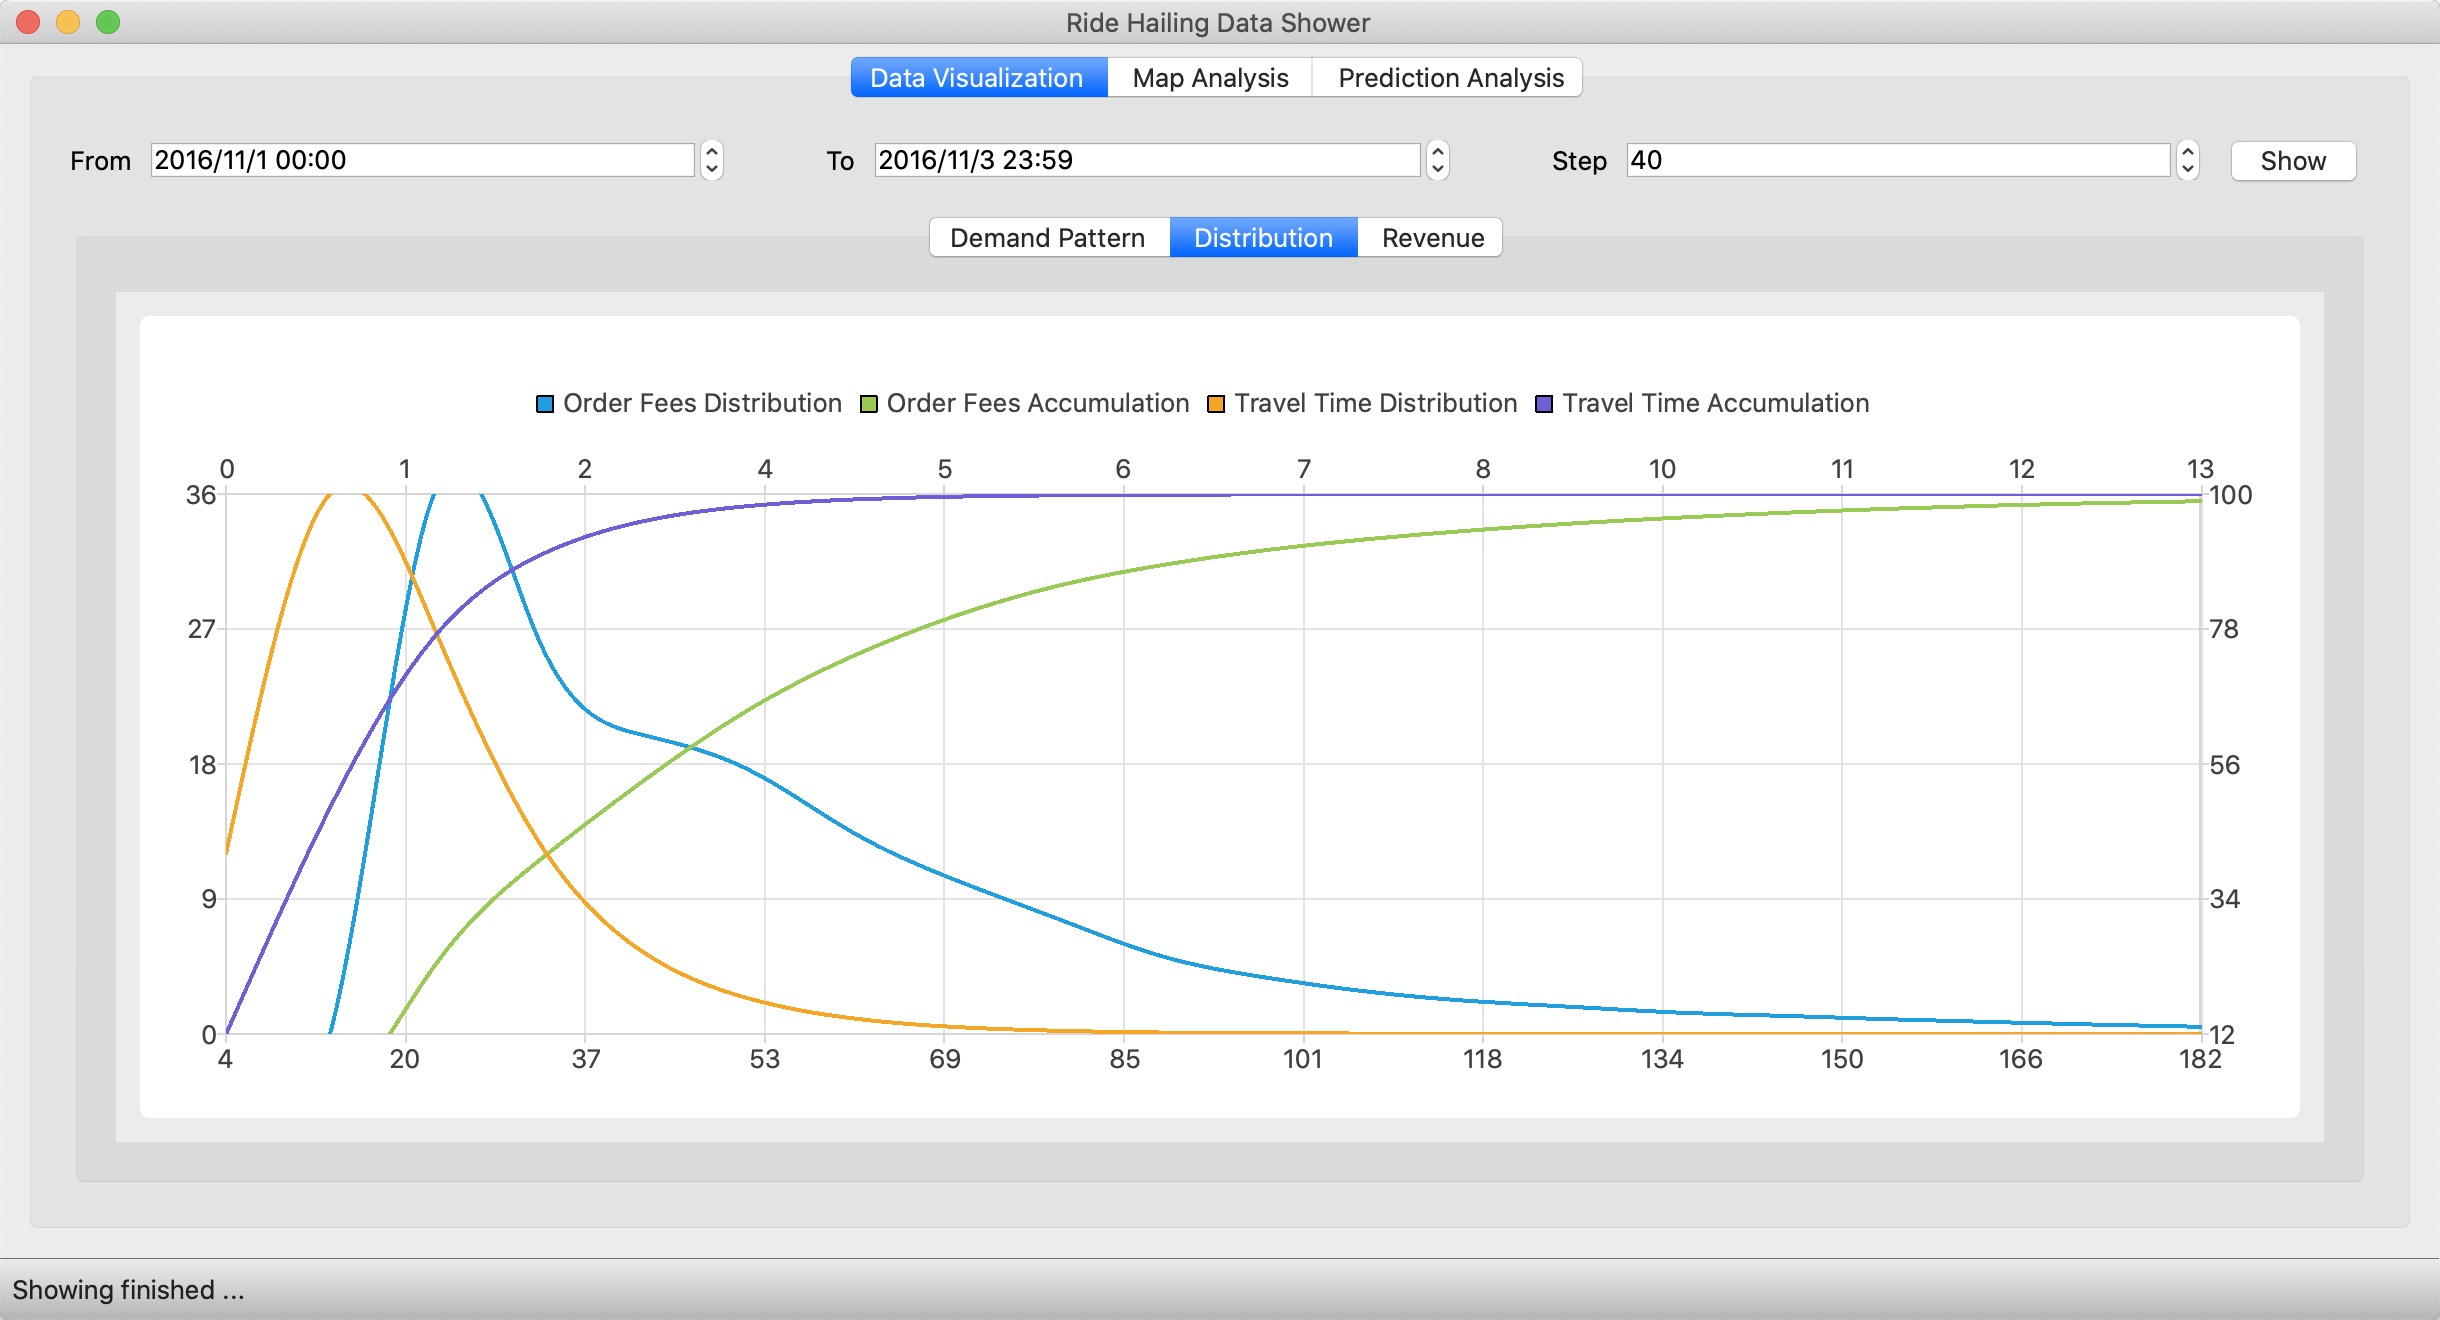 Ride Hailing Data Shower
Data Visualization Map Analysis Prediction Analysis
From 2016/11/1 00:00 To 2016/11/3 23:59 Step 40 Show
Demand Pattern Distribution Revenue
Order Fees Distribution Order Fees Accumulation Travel Time Distribution Travel Time Accumulation
0 1 2 4 5 6 7 8 10 11 12 13
36 100
27 78
18 56
9 34
0 12
4 20 37 53 69 85 101 118 134 150 166 182
Showing finished ...